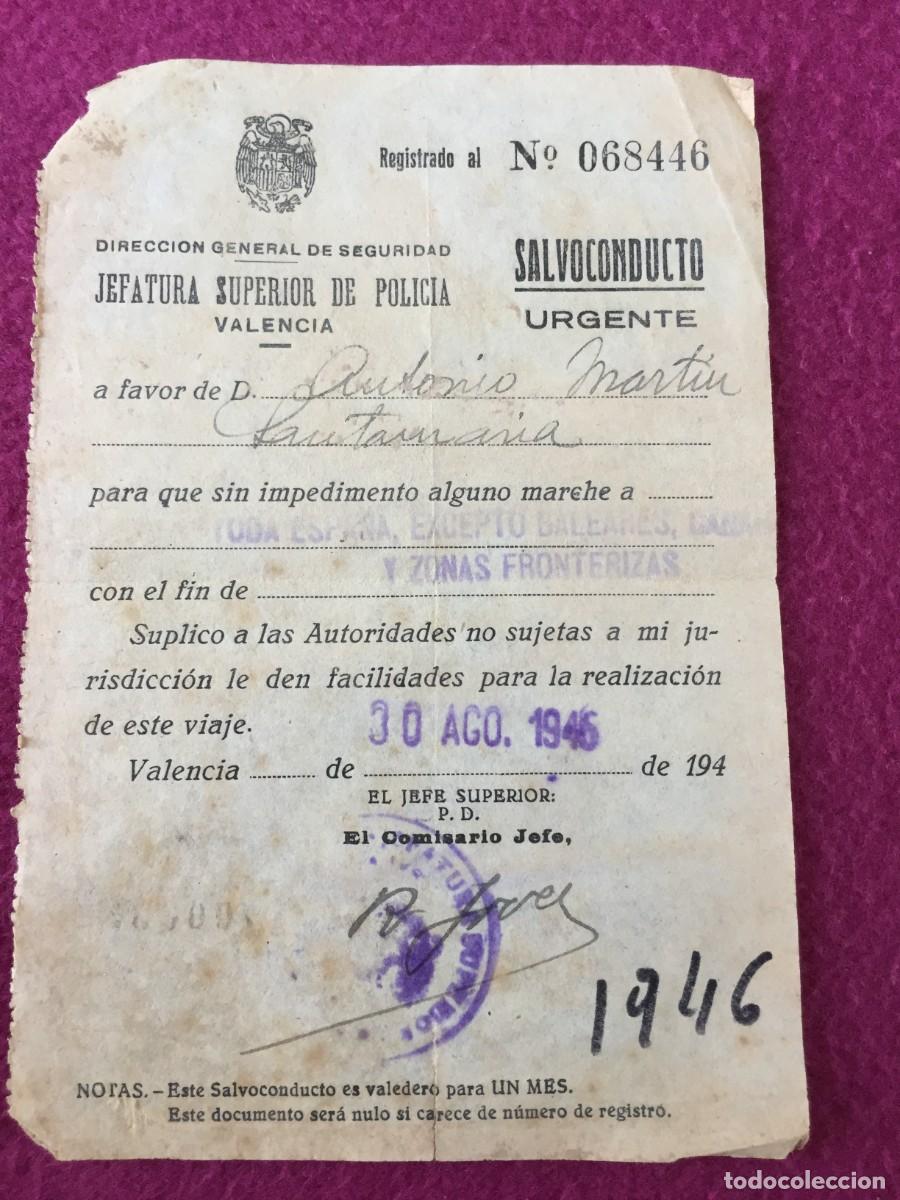 Registrado al Nº 068446
DIRECCION GENERAL DE SEGURIDAD
JEFATURA SUPERIOR DE POLICIA
VALENCIA
SALVOCONDUCTO
URGENTE
a favor de D. Antonio Martin
Santamaria
para que sin impedimento alguno marche a
TODA ESPAÑA, EXCEPTO BALEARES,
Y ZONAS FRONTERIZAS
con el fin de
Suplico a las Autoridades no sujetas a mi ju-
risdicción le den facilidades para la realización
de este viaje.
30 AGO. 1946
Valencia de de 194
EL JEFE SUPERIOR:
P. D.
El Comisario Jefe,
1946
NOTAS. - Este Salvoconducto es valedero para UN MES.
Este documento será nulo si carece de número de registro.
todocoleccion